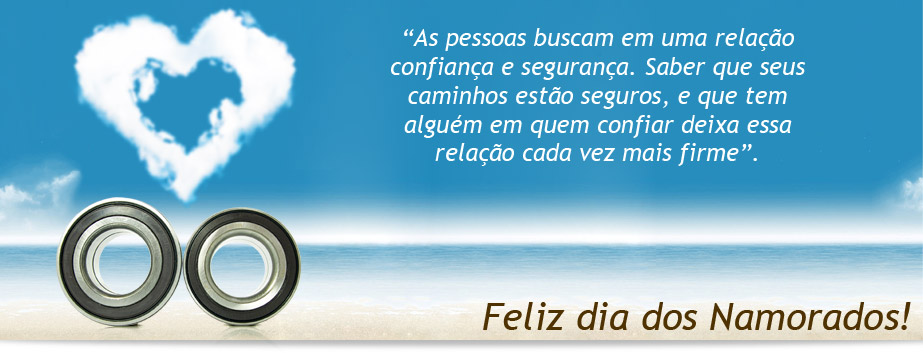 “As pessoas buscam em uma relação
confiança e segurança. Saber que seus
caminhos estão seguros, e que tem
alguém em quem confiar deixa essa
relação cada vez mais firme”.
Feliz dia dos Namorados!